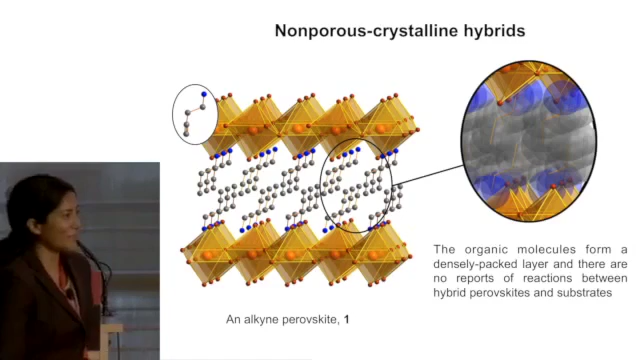 Nonporous-crystalline hybrids
The organic molecules form a
densely-packed layer and there are
no reports of reactions between
hybrid perovskites and substrates
An alkyne perovskite, 1